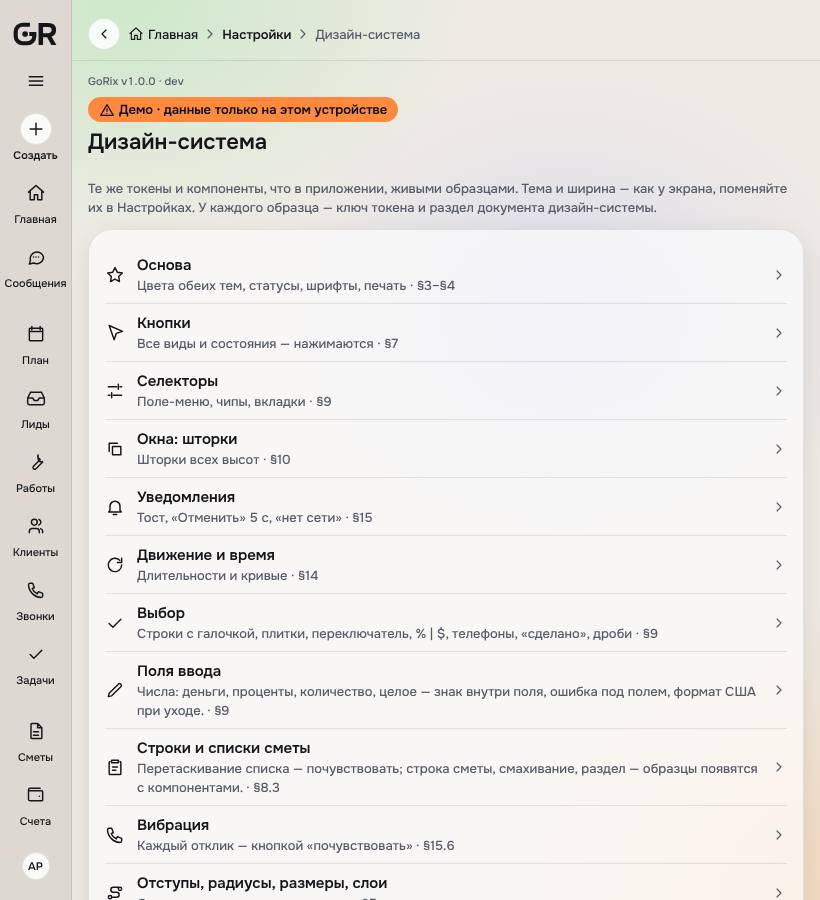 GR
Главная
Настройки
Дизайн-система
GoRix v1.0.0 · dev
Демо · данные только на этом устройстве
Дизайн-система
Те же токены и компоненты, что в приложении, живыми образцами. Тема и ширина — как у экрана, поменяйте
их в Настройках. У каждого образца — ключ токена и раздел документа дизайн-системы.
Создать
Главная
Сообщения
План
Лиды
Работы
Клиенты
Звонки
Задачи
Сметы
Счета
AP
Основа
Цвета обеих тем, статусы, шрифты, печать · §3–§4
Кнопки
Все виды и состояния — нажимаются · §7
Селекторы
Поле-меню, чипы, вкладки · §9
Окна: шторки
Шторки всех высот · §10
Уведомления
Тост, «Отменить» 5 с, «нет сети» · §15
Движение и время
Длительности и кривые · §14
Выбор
Строки с галочкой, плитки, переключатель, % | $, телефоны, «сделано», дроби · §9
Поля ввода
Числа: деньги, проценты, количество, целое — знак внутри поля, ошибка под полем, формат США
при уходе. · §9
Строки и списки сметы
Перетаскивание списка — почувствовать; строка сметы, смахивание, раздел — образцы появятся
с компонентами. · §8.3
Вибрация
Каждый отклик — кнопкой «почувствовать» · §15.6
Отступы, радиусы, размеры, слои